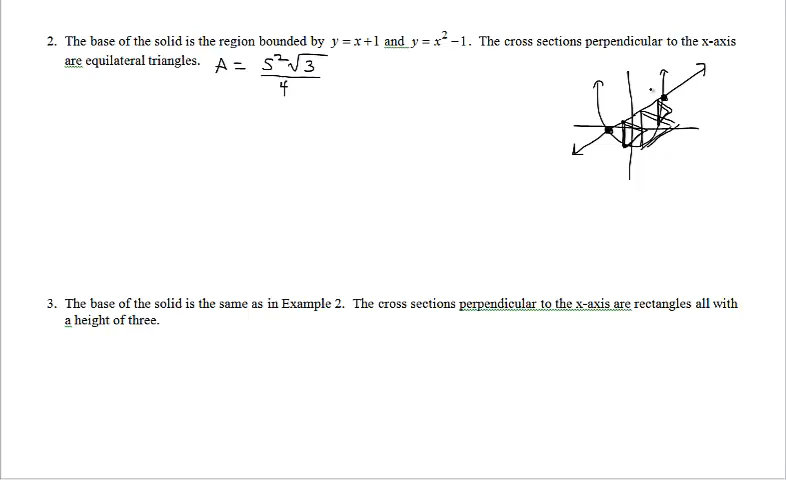 2. The base of the solid is the region bounded by y = x + 1 and y = x² − 1. The cross sections perpendicular to the x-axis
are equilateral triangles. A = S²√3 / 4
3. The base of the solid is the same as in Example 2. The cross sections perpendicular to the x-axis are rectangles all with
a height of three.